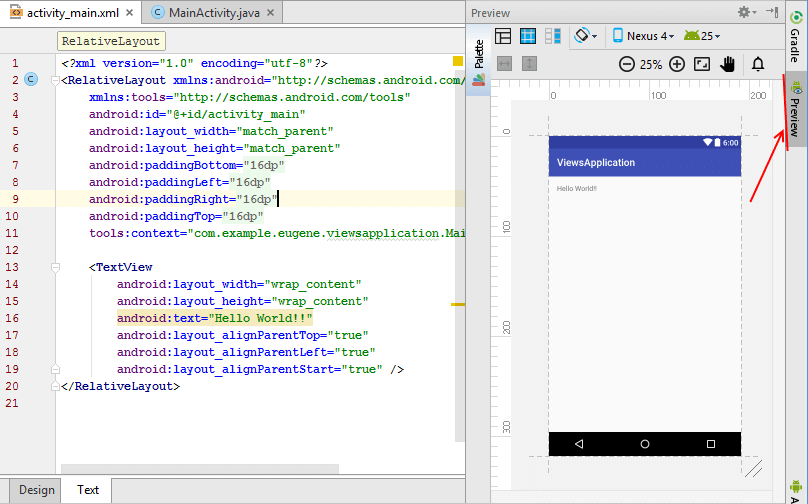 activity_main.xml
MainActivity.java
RelativeLayout
1 <?xml version="1.0" encoding="utf-8"?>
2 <RelativeLayout xmlns:android="http://schemas.android.com/
3 xmlns:tools="http://schemas.android.com/tools"
4 android:id="@+id/activity_main"
5 android:layout_width="match_parent"
6 android:layout_height="match_parent"
7 android:paddingBottom="16dp"
8 android:paddingLeft="16dp"
9 android:paddingRight="16dp"
10 android:paddingTop="16dp"
11 tools:context="com.example.eugene.viewsapplication.Mai
12
13 <TextView
14 android:layout_width="wrap_content"
15 android:layout_height="wrap_content"
16 android:text="Hello World!!"
17 android:layout_alignParentTop="true"
18 android:layout_alignParentLeft="true"
19 android:layout_alignParentStart="true" />
20 </RelativeLayout>
21
Design
Text
Preview
Palette
Nexus 4
25
25%
0
100
200
0
100
200
300
6:00
ViewsApplication
Hello World!!
Gradle
Preview
A